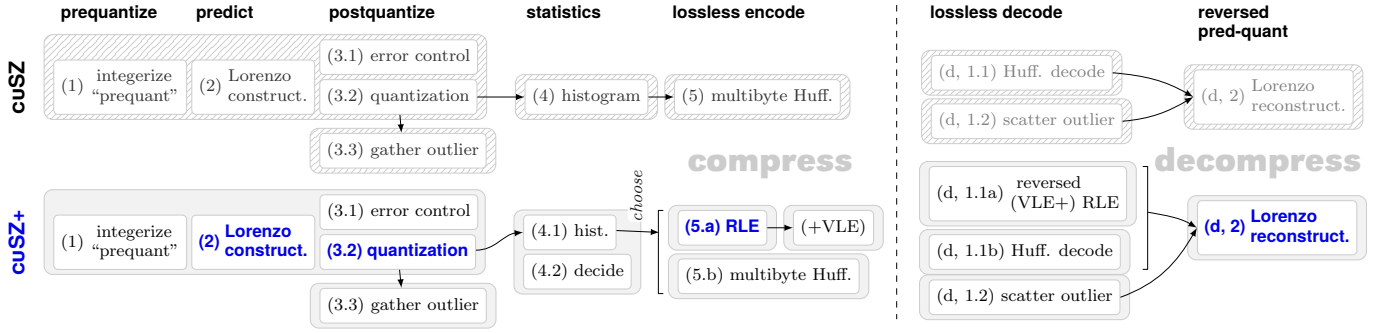 prequantize predict postquantize statistics lossless encode lossless decode reversed
pred-quant
cuSZ
(1) integerize
“prequant”
(2) Lorenzo
construct.
(3.1) error control
(3.2) quantization
(3.3) gather outlier
(4) histogram
(5) multibyte Huff.
(d, 1.1) Huff. decode
(d, 1.2) scatter outlier
(d, 2) Lorenzo
reconstruct.
compress
decompress
cuSZ+
(1) integerize
“prequant”
(2) Lorenzo
construct.
(3.1) error control
(3.2) quantization
(3.3) gather outlier
(4.1) hist.
(4.2) decide
choose
(5.a) RLE
(+VLE)
(5.b) multibyte Huff.
(d, 1.1a) reversed
(VLE+) RLE
(d, 1.1b) Huff. decode
(d, 1.2) scatter outlier
(d, 2) Lorenzo
reconstruct.